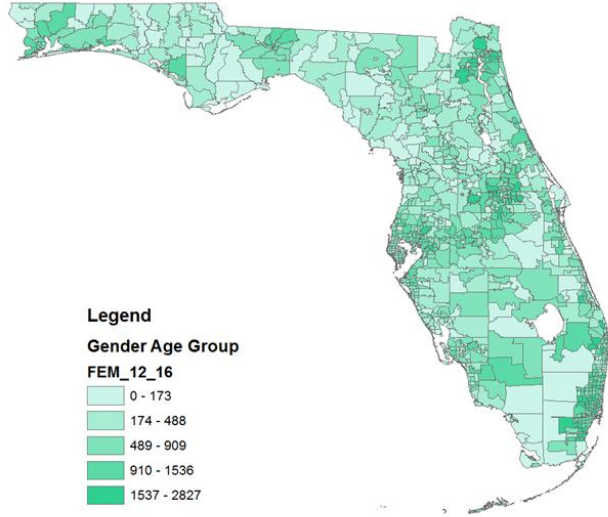 Legend
Gender Age Group
FEM_12_16
0 - 173
174 - 488
489 - 909
910 - 1536
1537 - 2827